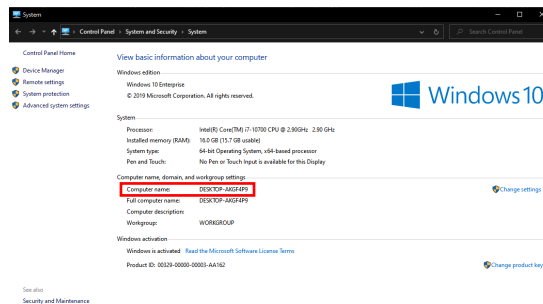 System
Control Panel > System and Security > System
Search Control Panel
Control Panel Home
Device Manager
Remote settings
System protection
Advanced system settings
See also
Security and Maintenance
View basic information about your computer
Windows edition
Windows 10 Enterprise
© 2019 Microsoft Corporation. All rights reserved.
Windows 10
System
Processor: Intel(R) Core(TM) i7-10700 CPU @ 2.90GHz 2.90 GHz
Installed memory (RAM): 16.0 GB (15.7 GB usable)
System type: 64-bit Operating System, x64-based processor
Pen and Touch: No Pen or Touch Input is available for this Display
Computer name, domain, and workgroup settings
Computer name: DESKTOP-AKGF4P9
Change settings
Full computer name: DESKTOP-AKGF4P9
Computer description:
Workgroup: WORKGROUP
Windows activation
Windows is activated Read the Microsoft Software License Terms
Product ID: 00329-00000-00003-AA162
Change product key